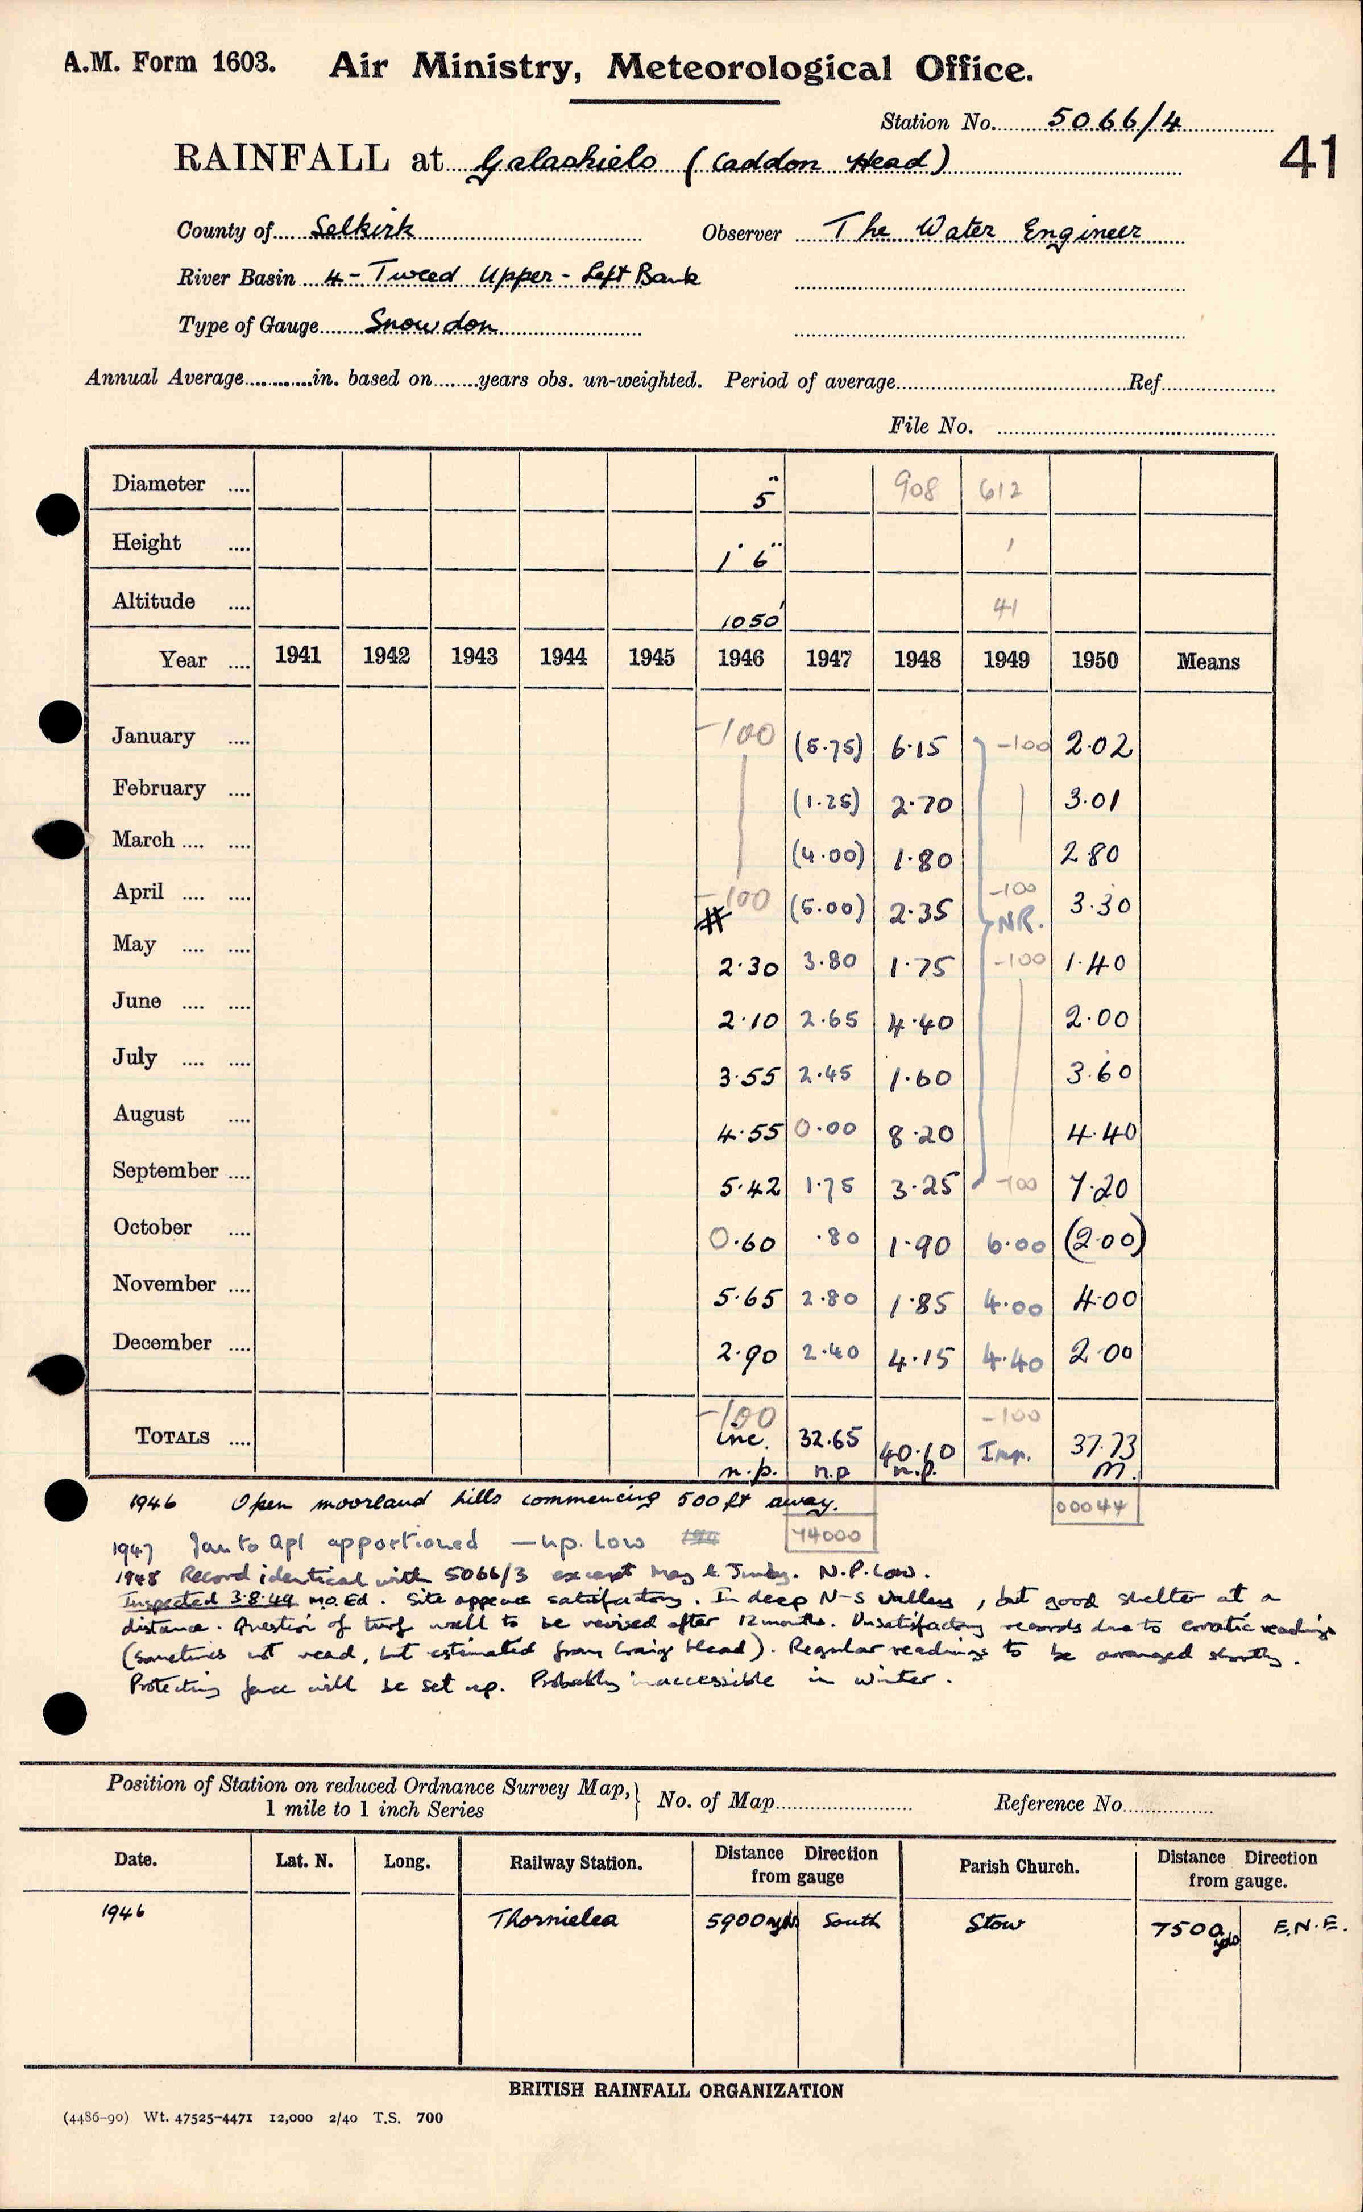 A.M. Form 1603. Air Ministry, Meteorological Office.
Station No. 5066/4
41
RAINFALL at Galashiels (Caddon Head)
County of Selkirk Observer The Water Engineer
River Basin 4 - Tweed Upper - Left Bank
Type of Gauge Snowdon
Annual Average in. based on years obs. un-weighted. Period of average Ref
File No.
Diameter .... 5" 908 612
Height .... 1' 6" 1
Altitude .... 1050' 41
Year .... 1941 1942 1943 1944 1945 1946 1947 1948 1949 1950 Means
January .... -100 (5.75) 6.15 -100 2.02
February .... (1.25) 2.70 3.01
March .... .... (4.00) 1.80 2.80
April .... .... -100 (5.00) 2.35 -100 NR. 3.30
May .... .... 2.30 3.80 1.75 -100 1.40
June .... .... 2.10 2.65 4.40 2.00
July .... .... 3.55 2.45 1.60 3.60
August .... 4.55 0.00 8.20 4.40
September .... 5.42 1.75 3.25 -100 7.20
October .... 0.60 .80 1.90 6.00 (2.00)
November .... 5.65 2.80 1.85 4.00 4.00
December .... 2.90 2.40 4.15 4.40 2.00
-100 -100
TOTALS .... inc. 32.65 40.10 Imp. 37.73
n.p. n.p n.p. m.
1946 Open moorland hills commencing 500 ft away. 00044
1947 Jan to Apl apportioned - n.p. Low 74000
1948 Record identical with 5066/3 except May & July. N.P. Low.
Inspected 3.8.49 M.O. Ed. Site appears satisfactory. In deep N-S valley, but good shelter at a
distance. Question of turf wall to be revised after 12 months. Unsatisfactory records due to erratic readings
(sometimes not read, but estimated from Craig Head). Regular readings to be arranged shortly.
Protecting fence will be set up. Probably inaccessible in winter.
Position of Station on reduced Ordnance Survey Map, 1 mile to 1 inch Series No. of Map Reference No.
Date. Lat. N. Long. Railway Station. Distance Direction from gauge Parish Church. Distance Direction from gauge.
1946 Thornielea 5900 yds South Stow 7500 yds E.N.E.
BRITISH RAINFALL ORGANIZATION
(4486-90) Wt. 47525-4471 12,000 2/40 T.S. 700